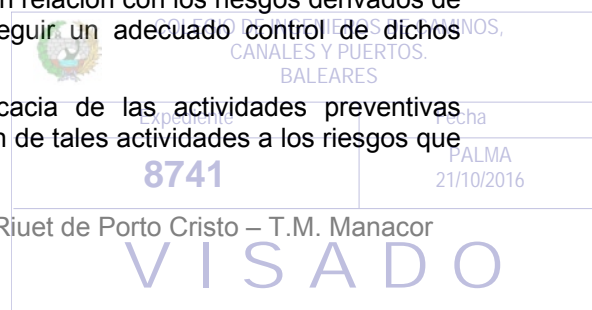 n relación con los riesgos derivados de
eguir un adecuado control de dichos
COLEGIO DE INGENIEROS DE CAMINOS,
CANALES Y PUERTOS.
BALEARES
cacia de las actividades preventivas
Expediente
Fecha
n de tales actividades a los riesgos que
8741
PALMA
21/10/2016
Riuet de Porto Cristo – T.M. Manacor
VISADO